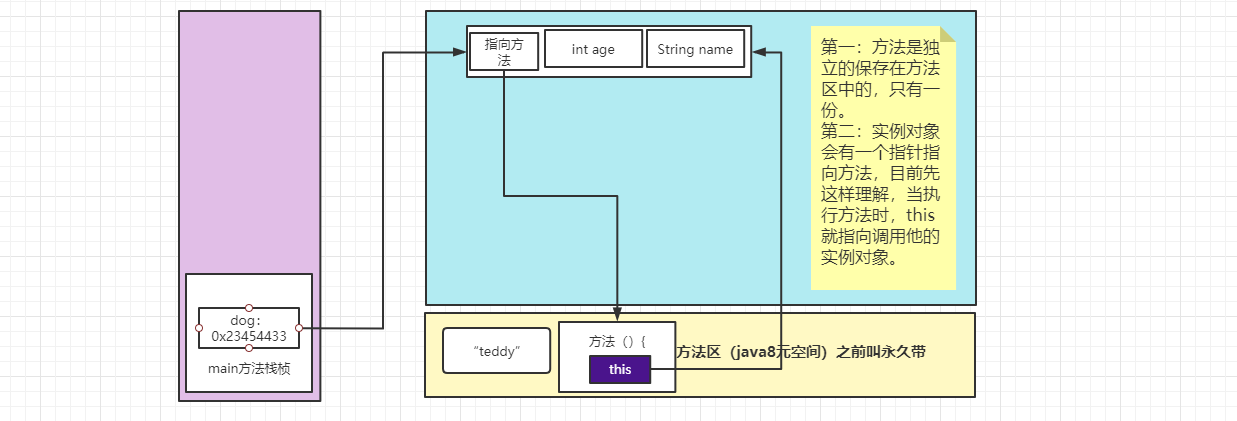 指向方
法
int age
String name
第一：方法是独
立的保存在方法
区中的，只有一
份。
第二：实例对象
会有一个指针指
向方法，目前先
这样理解，当执
行方法时，this
就指向调用他的
实例对象。
dog：
0x23454433
main方法栈桢
“teddy”
方法（）{
this
方法区（java8元空间）之前叫永久带